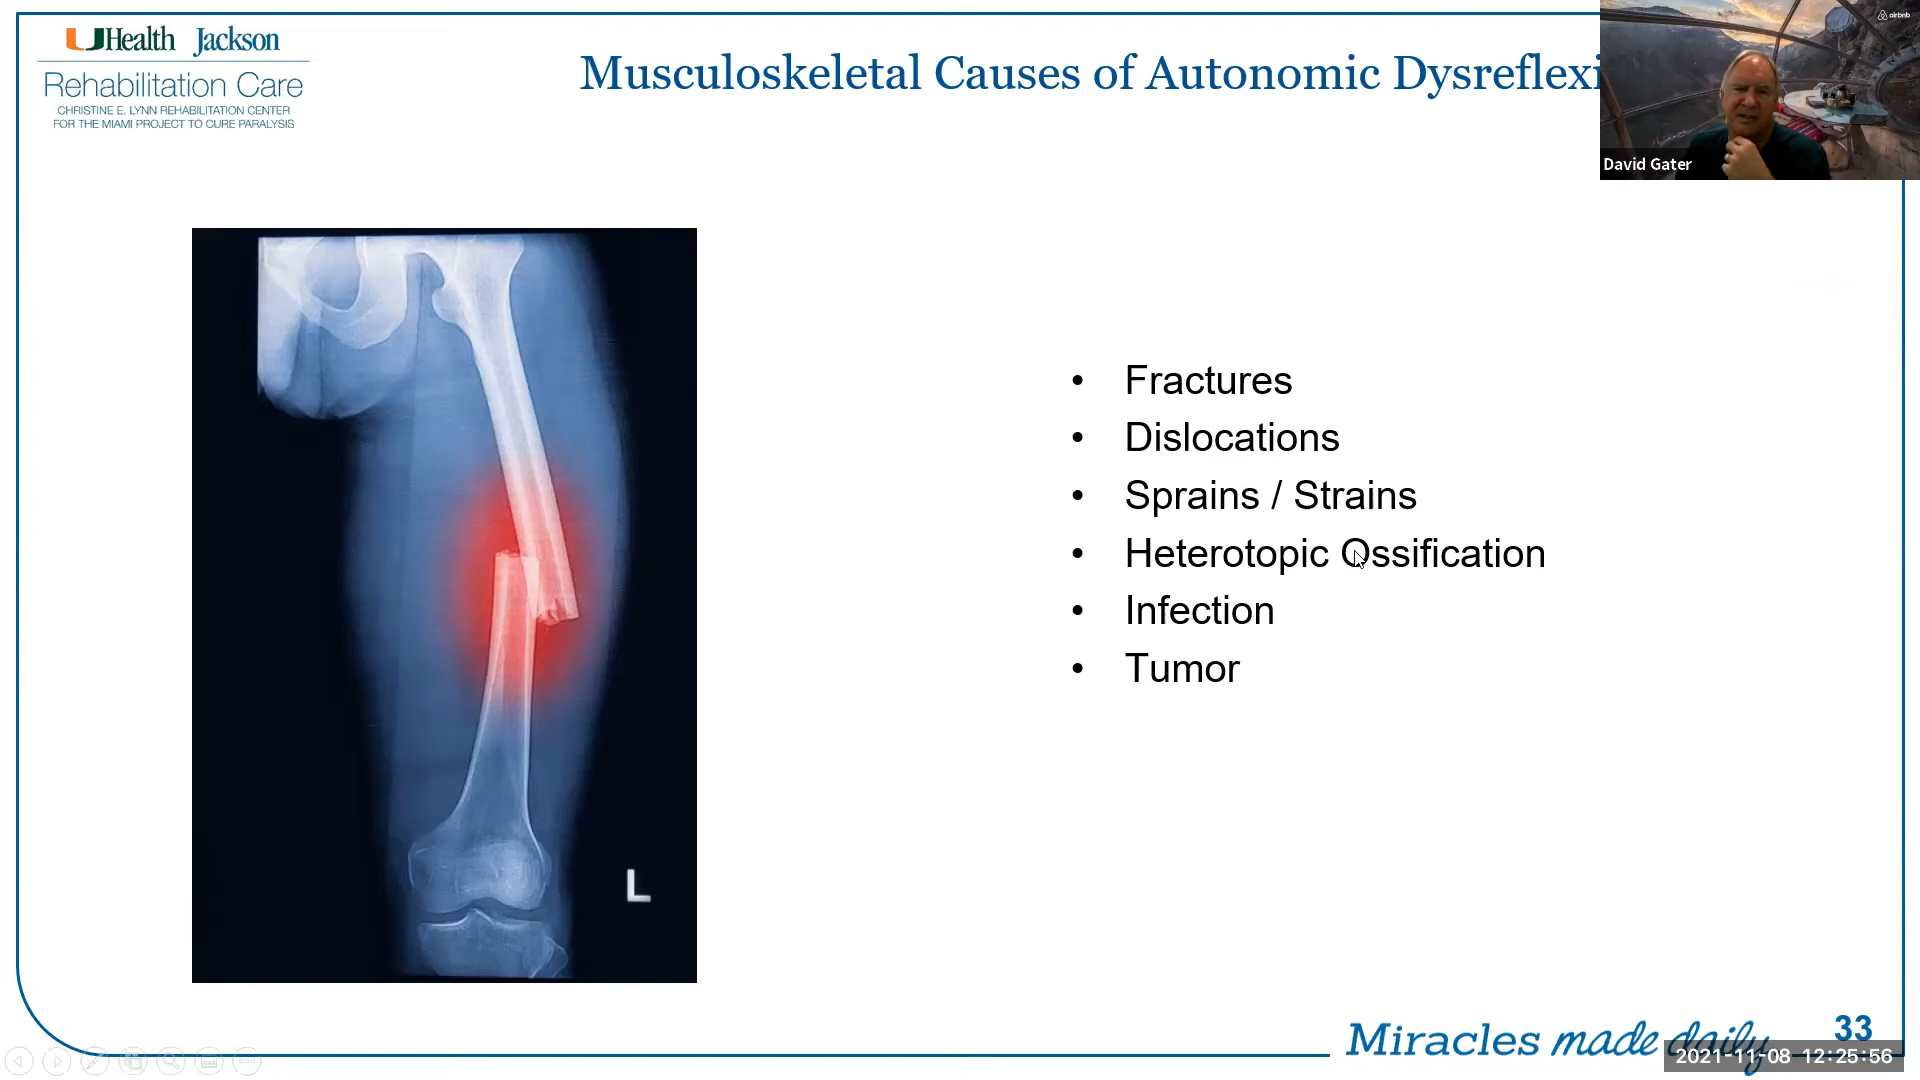 UHealth Jackson
Rehabilitation Care
CHRISTINE E. LYNN REHABILITATION CENTER
FOR THE MIAMI PROJECT TO CURE PARALYSIS
Musculoskeletal Causes of Autonomic Dysreflexi
airbnb
David Gater
• Fractures
• Dislocations
• Sprains / Strains
• Heterotopic Ossification
• Infection
• Tumor
L
Miracles made daily
33
2021-11-08 12:25:56